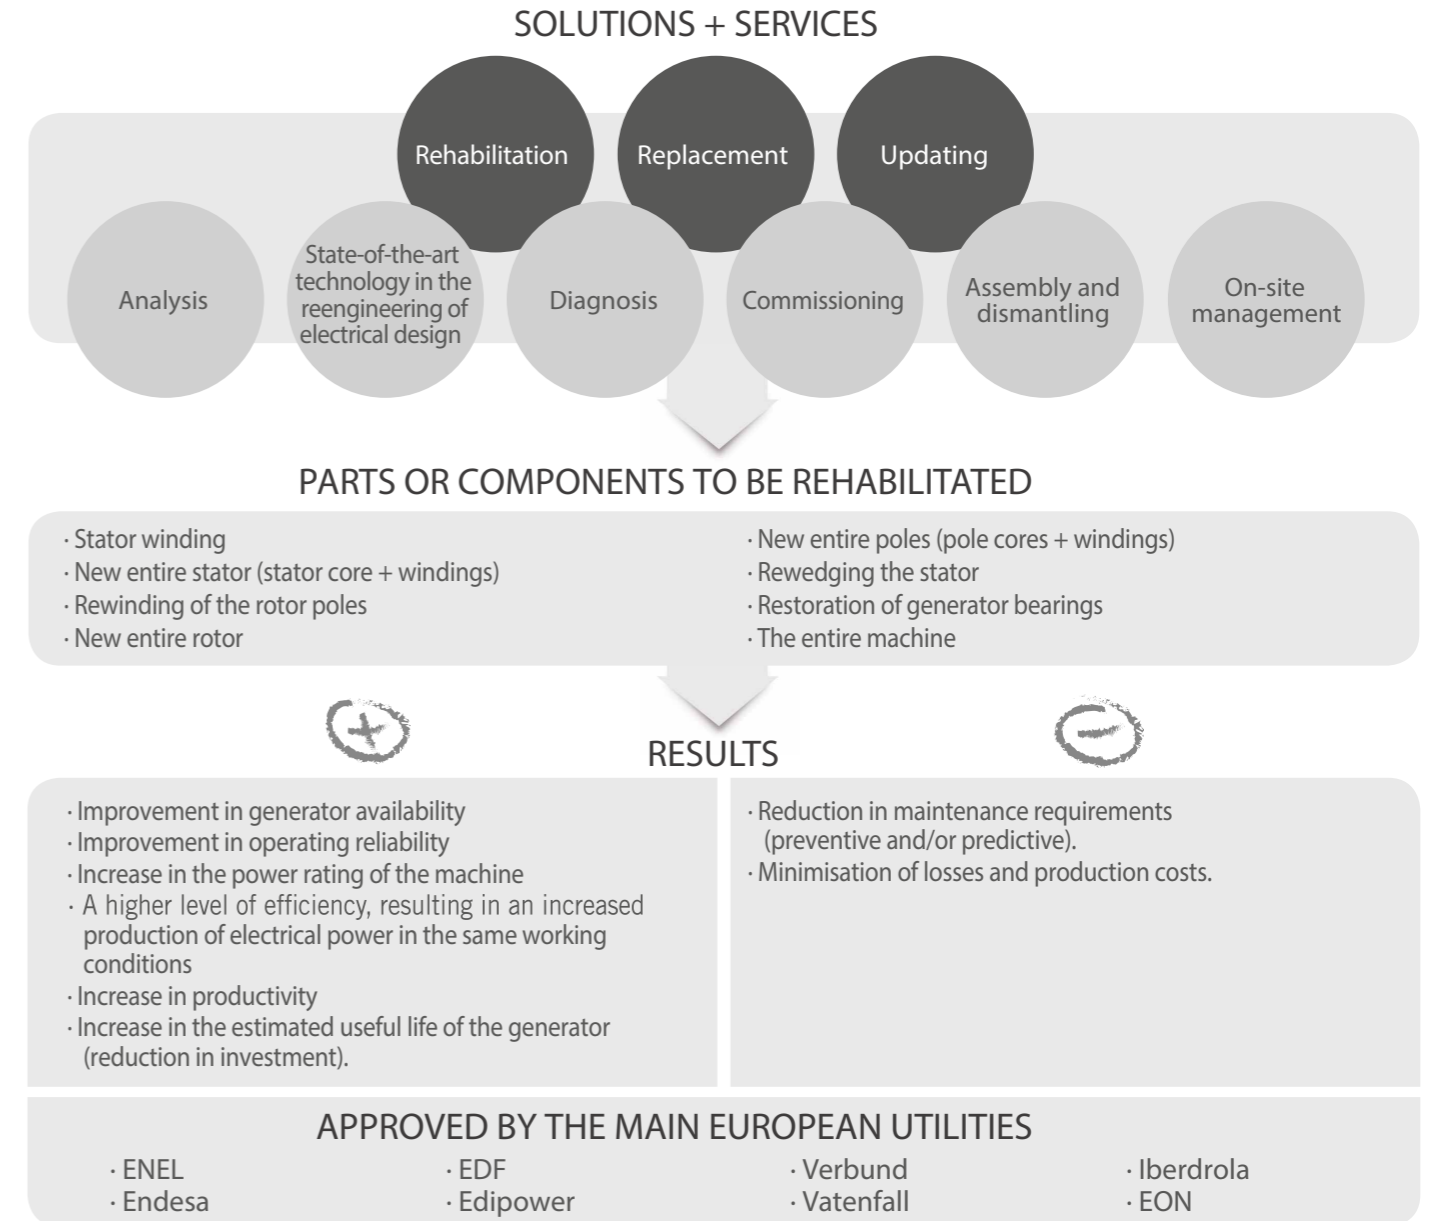 SOLUTIONS + SERVICES
Rehabilitation
Replacement
Updating
Analysis
State-of-the-art
technology in the
reengineering of
electrical design
Diagnosis
Commissioning
Assembly and
dismantling
On-site
management
PARTS OR COMPONENTS TO BE REHABILITATED
· Stator winding
· New entire stator (stator core + windings)
· Rewinding of the rotor poles
· New entire rotor
· New entire poles (pole cores + windings)
· Rewedging the stator
· Restoration of generator bearings
· The entire machine
RESULTS
· Improvement in generator availability
· Improvement in operating reliability
· Increase in the power rating of the machine
· A higher level of efficiency, resulting in an increased
production of electrical power in the same working
conditions
· Increase in productivity
· Increase in the estimated useful life of the generator
(reduction in investment).
· Reduction in maintenance requirements
(preventive and/or predictive).
· Minimisation of losses and production costs.
APPROVED BY THE MAIN EUROPEAN UTILITIES
· ENEL
· Endesa
· EDF
· Edipower
· Verbund
· Vatenfall
· Iberdrola
· EON